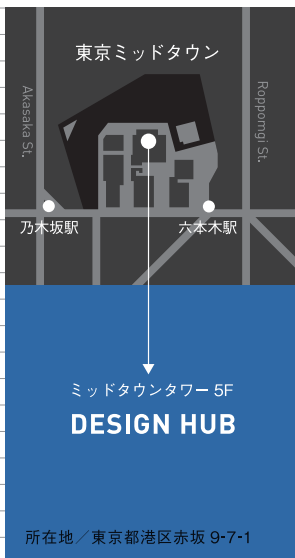 東京ミッドタウン
Akasaka St.
Roppomgi St.
乃木坂駅
六本木駅
ミッドタウンタワー 5F
DESIGN HUB
所在地／東京都港区赤坂 9-7-1